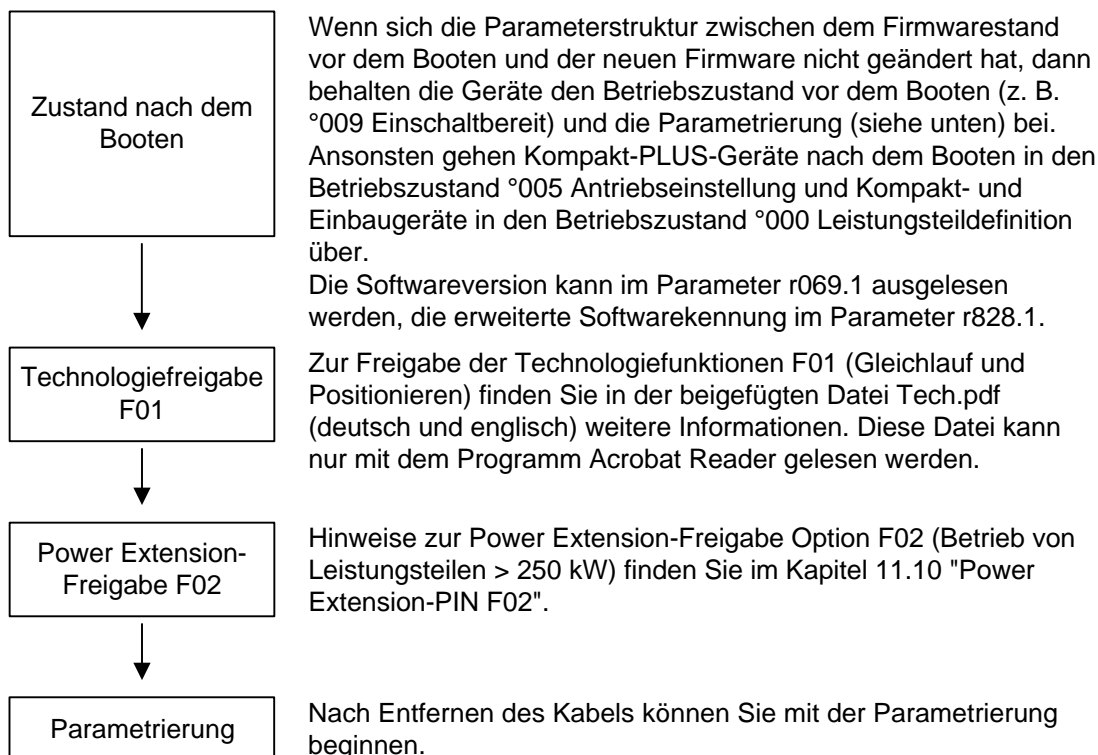 Zustand nach dem
Booten
Wenn sich die Parameterstruktur zwischen dem Firmwarestand
vor dem Booten und der neuen Firmware nicht geändert hat, dann
behalten die Geräte den Betriebszustand vor dem Booten (z. B.
°009 Einschaltbereit) und die Parametrierung (siehe unten) bei.
Ansonsten gehen Kompakt-PLUS-Geräte nach dem Booten in den
Betriebszustand °005 Antriebseinstellung und Kompakt- und
Einbaugeräte in den Betriebszustand °000 Leistungsteildefinition
über.
Die Softwareversion kann im Parameter r069.1 ausgelesen
werden, die erweiterte Softwarekennung im Parameter r828.1.
Technologiefreigabe
F01
Zur Freigabe der Technologiefunktionen F01 (Gleichlauf und
Positionieren) finden Sie in der beigefügten Datei Tech.pdf
(deutsch und englisch) weitere Informationen. Diese Datei kann
nur mit dem Programm Acrobat Reader gelesen werden.
Power Extension-
Freigabe F02
Hinweise zur Power Extension-Freigabe Option F02 (Betrieb von
Leistungsteilen > 250 kW) finden Sie im Kapitel 11.10 "Power
Extension-PIN F02".
Parametrierung
Nach Entfernen des Kabels können Sie mit der Parametrierung
beginnen.